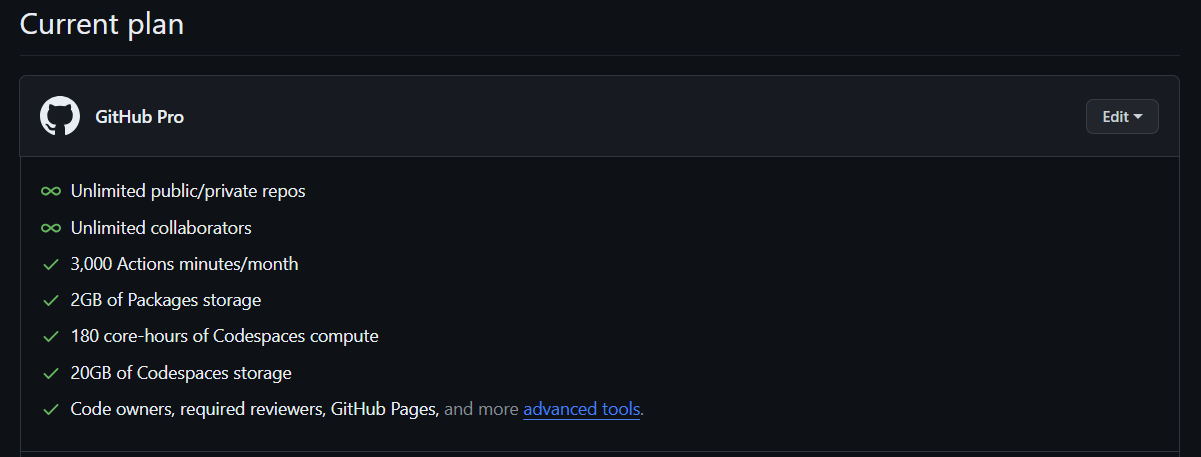 Current plan
GitHub Pro
Edit
Unlimited public/private repos
Unlimited collaborators
3,000 Actions minutes/month
2GB of Packages storage
180 core-hours of Codespaces compute
20GB of Codespaces storage
Code owners, required reviewers, GitHub Pages, and more advanced tools.